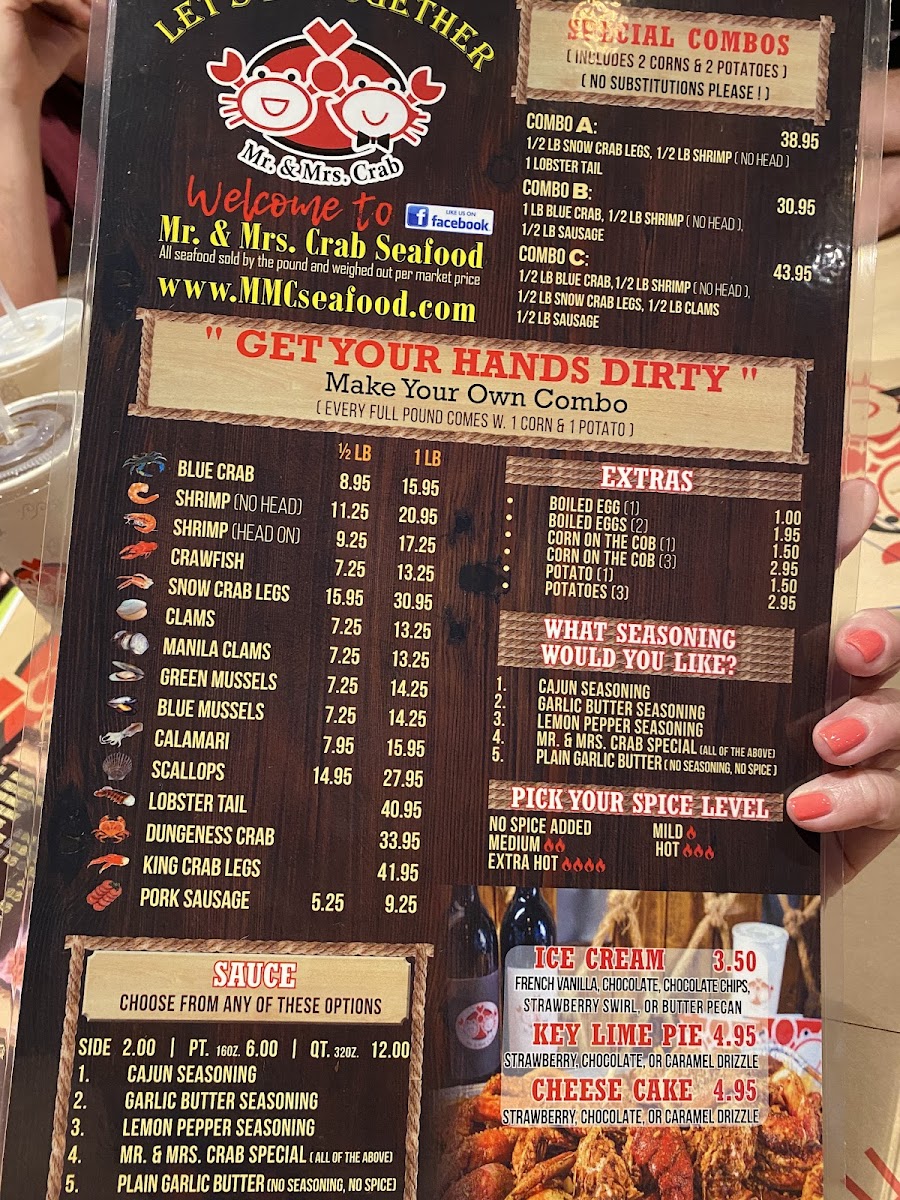 LET'S TOGETHER
Mr. & Mrs. Crab
Welcome to
LIKE US ON
facebook
Mr. & Mrs. Crab Seafood
All seafood sold by the pound and weighed out per market price
www.MMCseafood.com
SPECIAL COMBOS
( INCLUDES 2 CORNS & 2 POTATOES )
( NO SUBSTITUTIONS PLEASE ! )
COMBO A: 38.95
1/2 LB SNOW CRAB LEGS, 1/2 LB SHRIMP ( NO HEAD )
1 LOBSTER TAIL
COMBO B: 30.95
1 LB BLUE CRAB, 1/2 LB SHRIMP ( NO HEAD ),
1/2 LB SAUSAGE
COMBO C: 43.95
1/2 LB BLUE CRAB,1/2 LB SHRIMP ( NO HEAD ),
1/2 LB SNOW CRAB LEGS, 1/2 LB CLAMS
1/2 LB SAUSAGE
" GET YOUR HANDS DIRTY "
Make Your Own Combo
( EVERY FULL POUND COMES W. 1 CORN & 1 POTATO )
½ LB 1 LB
BLUE CRAB 8.95 15.95
SHRIMP (NO HEAD) 11.25 20.95
SHRIMP (HEAD ON) 9.25 17.25
CRAWFISH 7.25 13.25
SNOW CRAB LEGS 15.95 30.95
CLAMS 7.25 13.25
MANILA CLAMS 7.25 13.25
GREEN MUSSELS 7.25 14.25
BLUE MUSSELS 7.25 14.25
CALAMARI 7.95 15.95
SCALLOPS 14.95 27.95
LOBSTER TAIL 40.95
DUNGENESS CRAB 33.95
KING CRAB LEGS 41.95
PORK SAUSAGE 5.25 9.25
EXTRAS
BOILED EGG (1) 1.00
BOILED EGGS (2) 1.95
CORN ON THE COB (1) 1.50
CORN ON THE COB (3) 2.95
POTATO (1) 1.50
POTATOES (3) 2.95
WHAT SEASONING
WOULD YOU LIKE?
1. CAJUN SEASONING
2. GARLIC BUTTER SEASONING
3. LEMON PEPPER SEASONING
4. MR. & MRS. CRAB SPECIAL (ALL OF THE ABOVE)
5. PLAIN GARLIC BUTTER ( NO SEASONING, NO SPICE )
PICK YOUR SPICE LEVEL
NO SPICE ADDED MILD
MEDIUM HOT
EXTRA HOT
SAUCE
CHOOSE FROM ANY OF THESE OPTIONS
SIDE 2.00 | PT. 16OZ. 6.00 | QT. 32OZ. 12.00
1. CAJUN SEASONING
2. GARLIC BUTTER SEASONING
3. LEMON PEPPER SEASONING
4. MR. & MRS. CRAB SPECIAL ( ALL OF THE ABOVE)
5. PLAIN GARLIC BUTTER (NO SEASONING, NO SPICE)
ICE CREAM 3.50
FRENCH VANILLA, CHOCOLATE, CHOCOLATE CHIPS,
STRAWBERRY SWIRL, OR BUTTER PECAN
KEY LIME PIE 4.95
STRAWBERRY, CHOCOLATE, OR CARAMEL DRIZZLE
CHEESE CAKE 4.95
STRAWBERRY, CHOCOLATE, OR CARAMEL DRIZZLE